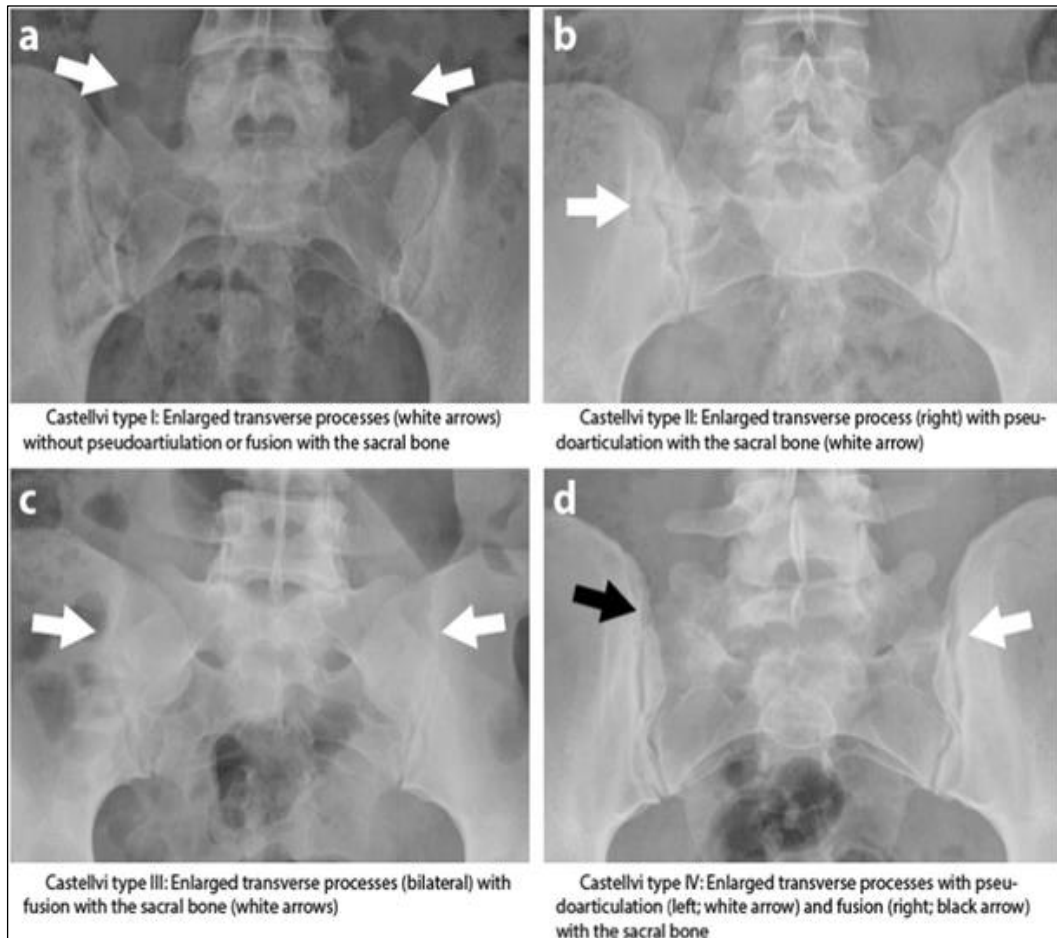 a
b
Castellvi type I: Enlarged transverse processes (white arrows)
without pseudoartiulation or fusion with the sacral bone
Castellvi type II: Enlarged transverse process (right) with pseu-
doarticulation with the sacral bone (white arrow)
c
d
Castellvi type III: Enlarged transverse processes (bilateral) with
fusion with the sacral bone (white arrows)
Castellvi type IV: Enlarged transverse processes with pseu-
doarticulation (left; white arrow) and fusion (right; black arrow)
with the sacral bone